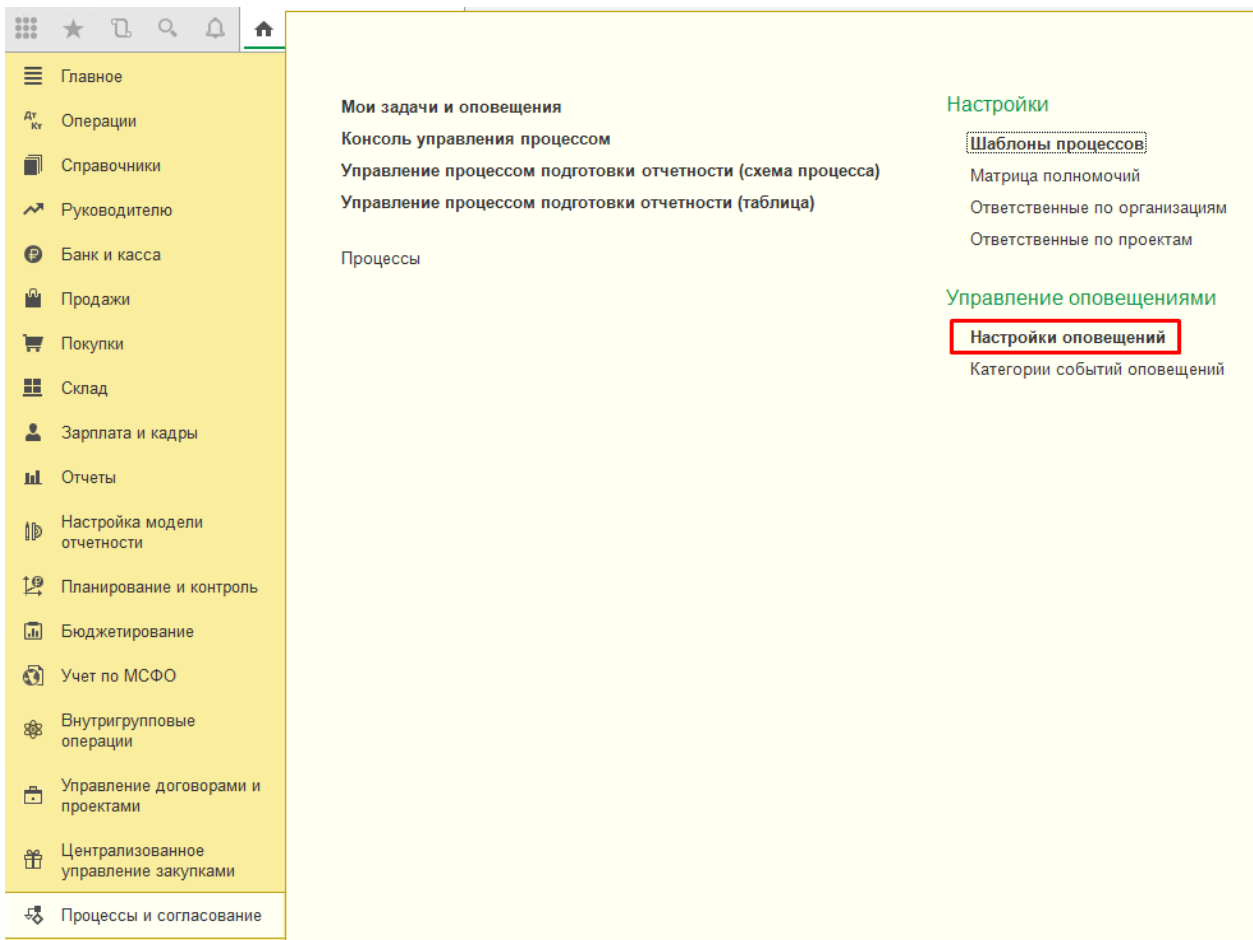 Главное
Дт
Кт
Операции
Справочники
Руководителю
Банк и касса
Продажи
Покупки
Склад
Зарплата и кадры
Отчеты
Настройка модели
отчетности
Планирование и контроль
Бюджетирование
Учет по МСФО
Внутригрупповые
операции
Управление договорами и
проектами
Централизованное
управление закупками
Процессы и согласование
Мои задачи и оповещения
Консоль управления процессом
Управление процессом подготовки отчетности (схема процесса)
Управление процессом подготовки отчетности (таблица)
Процессы
Настройки
Шаблоны процессов
Матрица полномочий
Ответственные по организациям
Ответственные по проектам
Управление оповещениями
Настройки оповещений
Категории событий оповещений